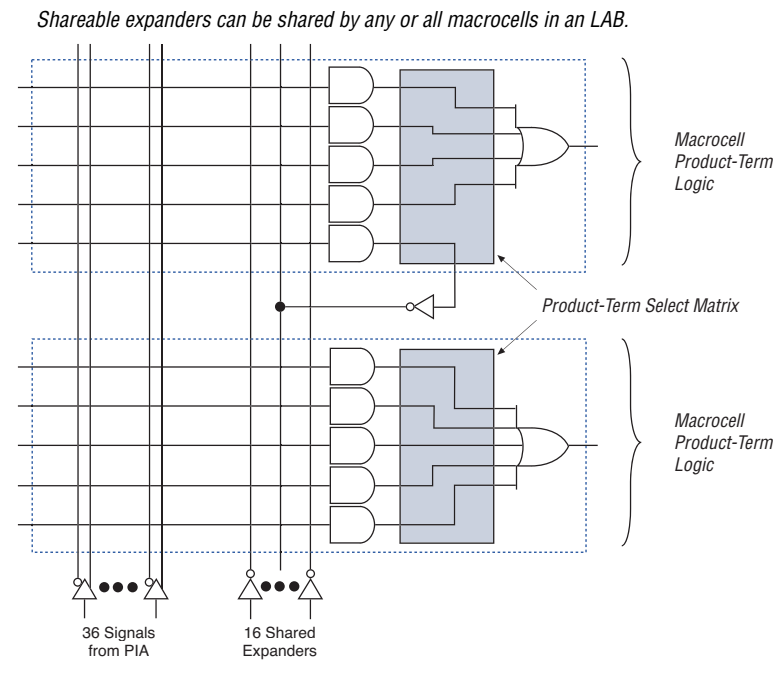 Shareable expanders can be shared by any or all macrocells in an LAB.
Macrocell
Product-Term
Logic
Product-Term Select Matrix
Macrocell
Product-Term
Logic
36 Signals
from PIA
16 Shared
Expanders